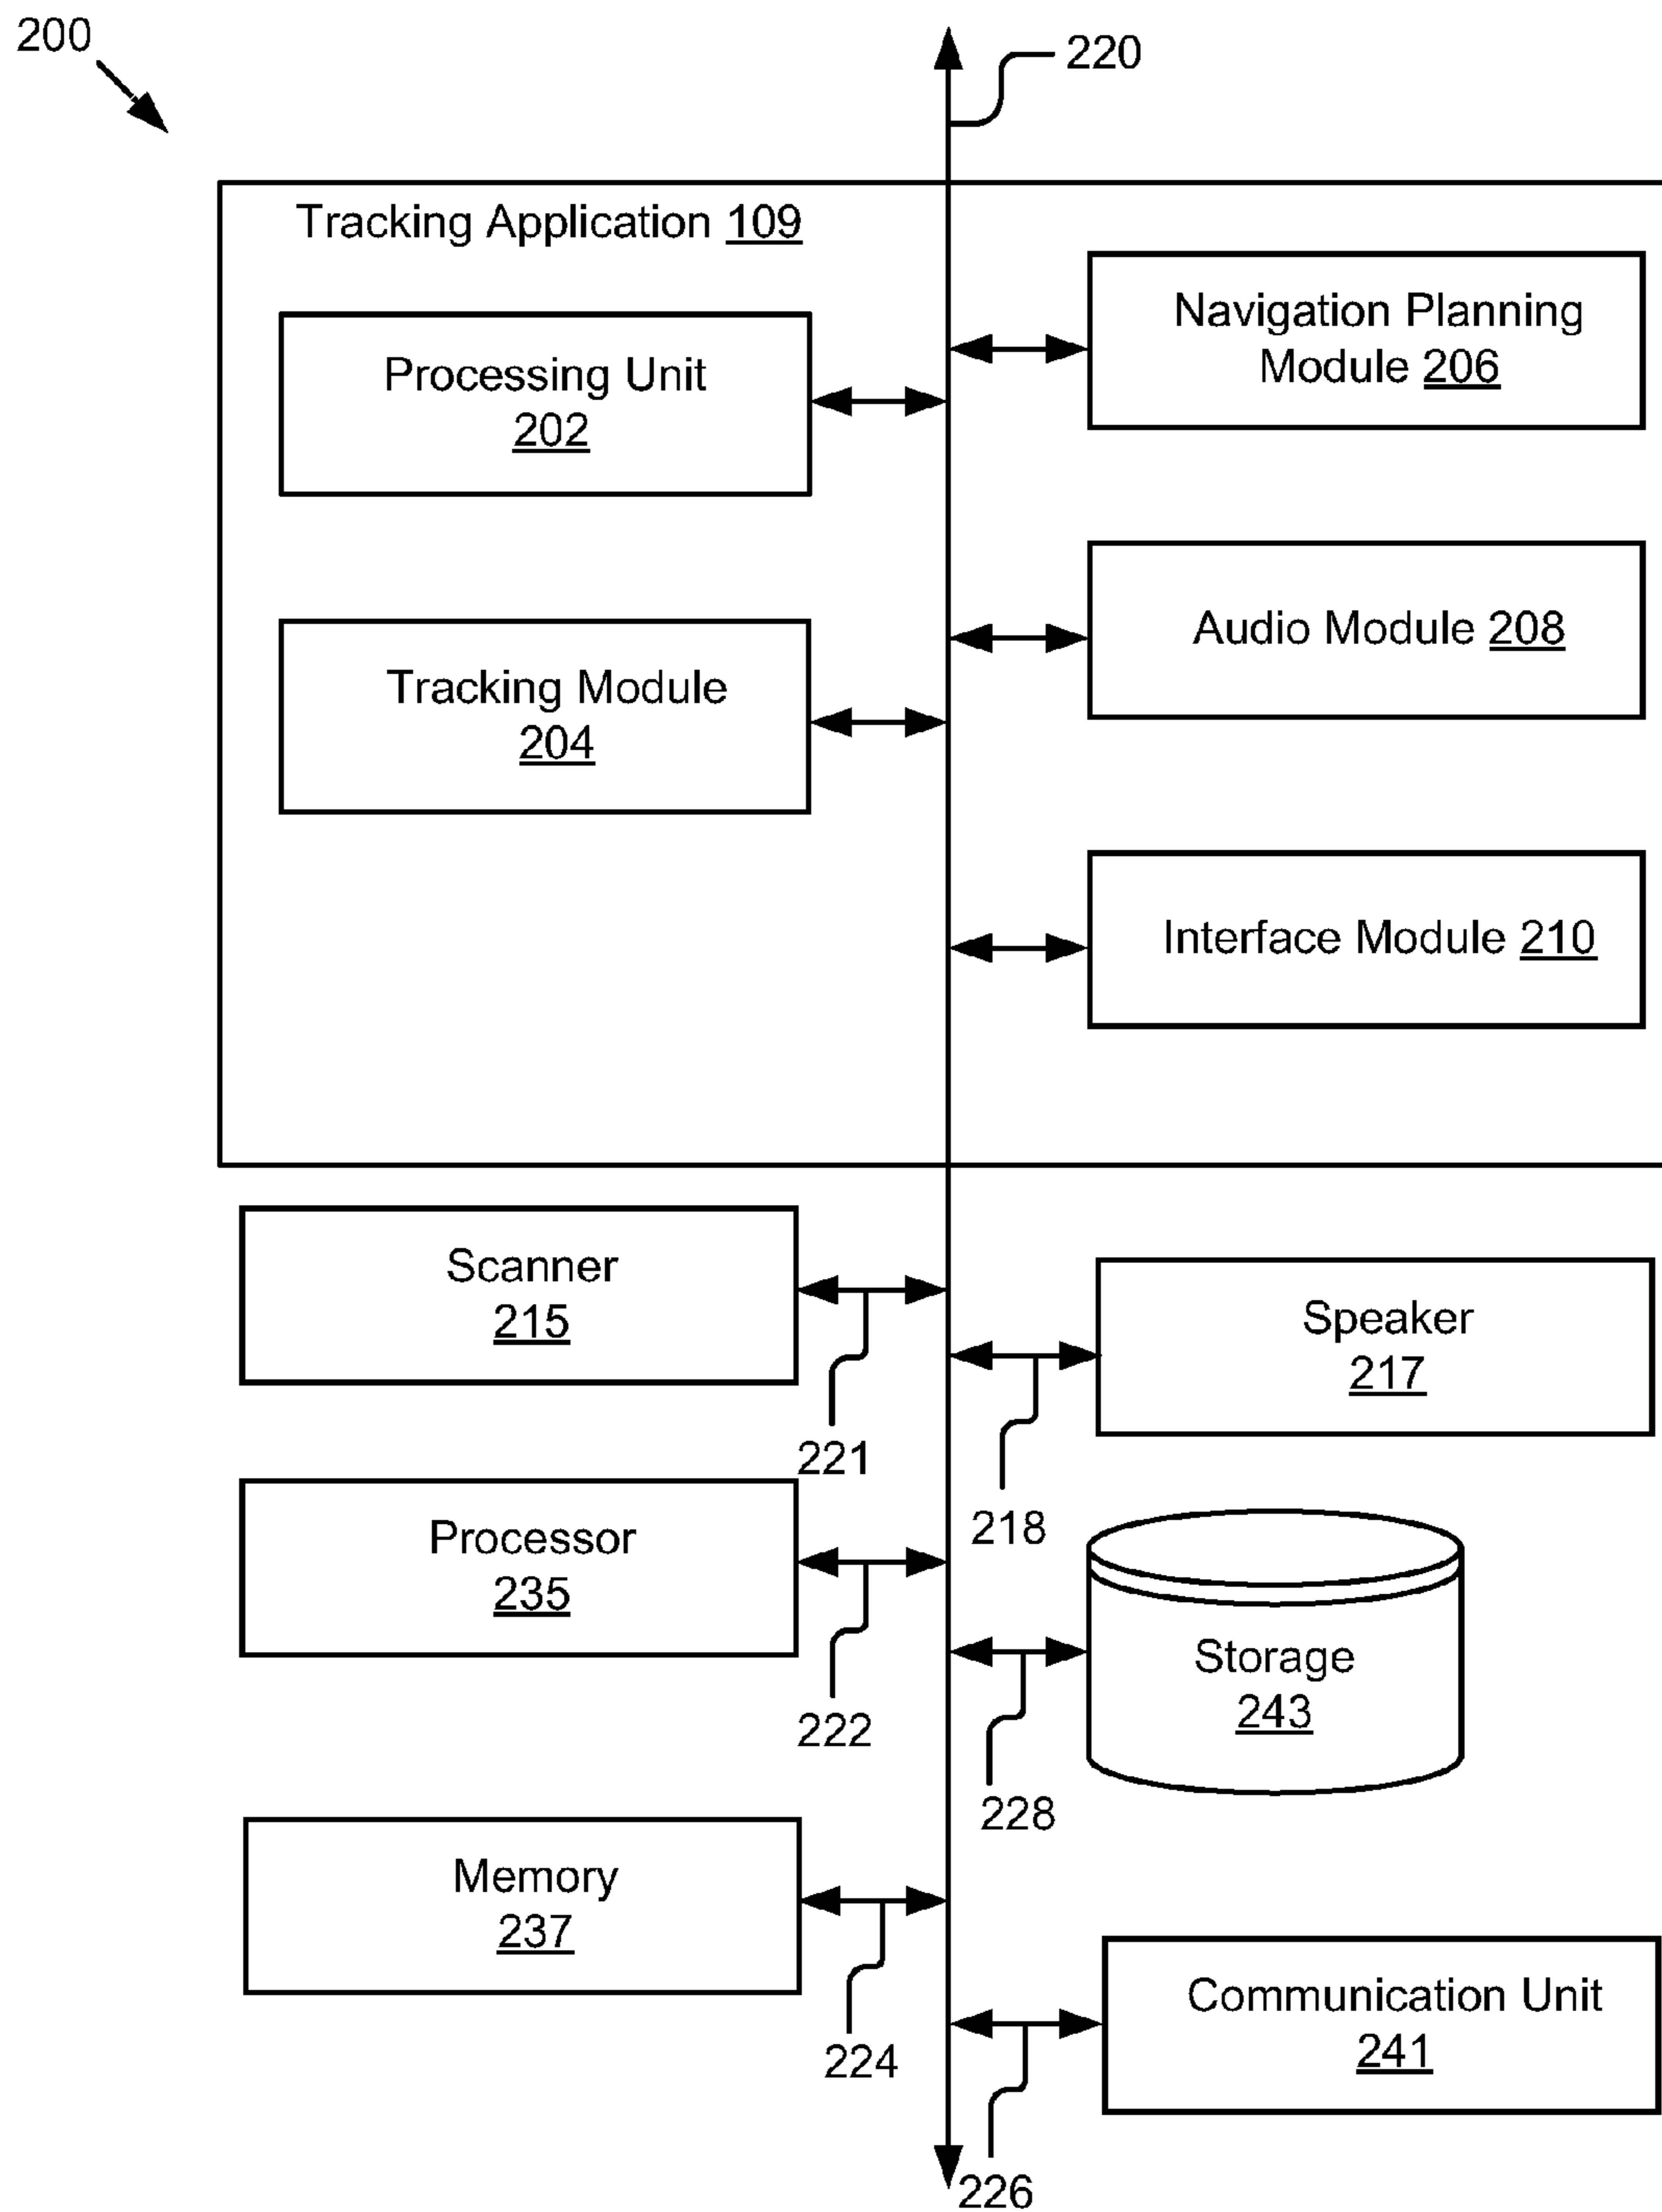 200
220
Tracking Application 109
Navigation Planning
Module 206
Processing Unit
202
Audio Module 208
Tracking Module
204
Interface Module 210
Scanner
215
Speaker
217
221
218
Processor
235
222
Storage
243
228
Memory
237
224
Communication Unit
241
226